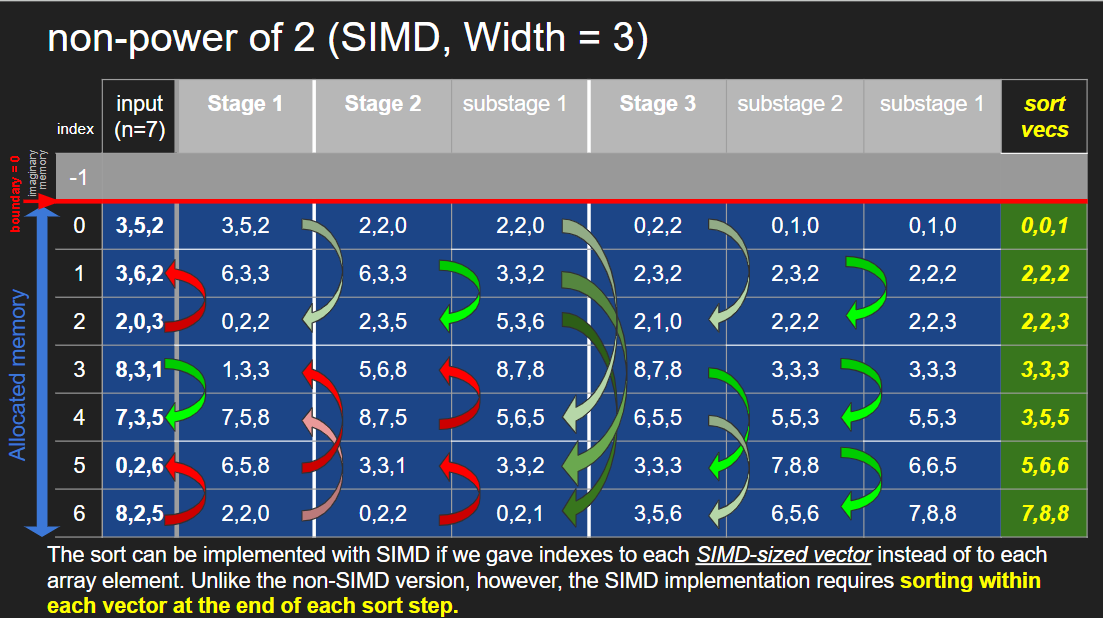 non-power of 2 (SIMD, Width = 3)
index
input (n=7)
Stage 1
Stage 2
substage 1
Stage 3
substage 2
substage 1
sort vecs
boundary = 0
imaginary memory
-1
Allocated memory
0 3,5,2 3.5.2 2,2,0 2,2,0 0,2,2 0,1,0 0,1,0 0,0,1
1 3,6,2 6,3,3 6,3,3 3,3,2 2,3,2 2,3,2 2,2,2 2,2,2
2 2,0,3 0,2,2 2,3,5 5,3,6 2,1,0 2,2,2 2,2,3 2,2,3
3 8,3,1 1,3,3 5,6,8 8,7,8 8,7,8 3,3,3 3,3,3 3,3,3
4 7,3,5 7,5,8 8,7,5 5,6,5 6,5,5 5,5,3 5,5,3 3,5,5
5 0,2,6 6,5,8 3,3,1 3,3,2 3,3,3 7,8,8 6,6,5 5,6,6
6 8,2,5 2,2,0 0,2,2 0,2,1 3,5,6 6,5,6 7,8,8 7,8,8
The sort can be implemented with SIMD if we gave indexes to each SIMD-sized vector instead of to each
array element. Unlike the non-SIMD version, however, the SIMD implementation requires sorting within
each vector at the end of each sort step.